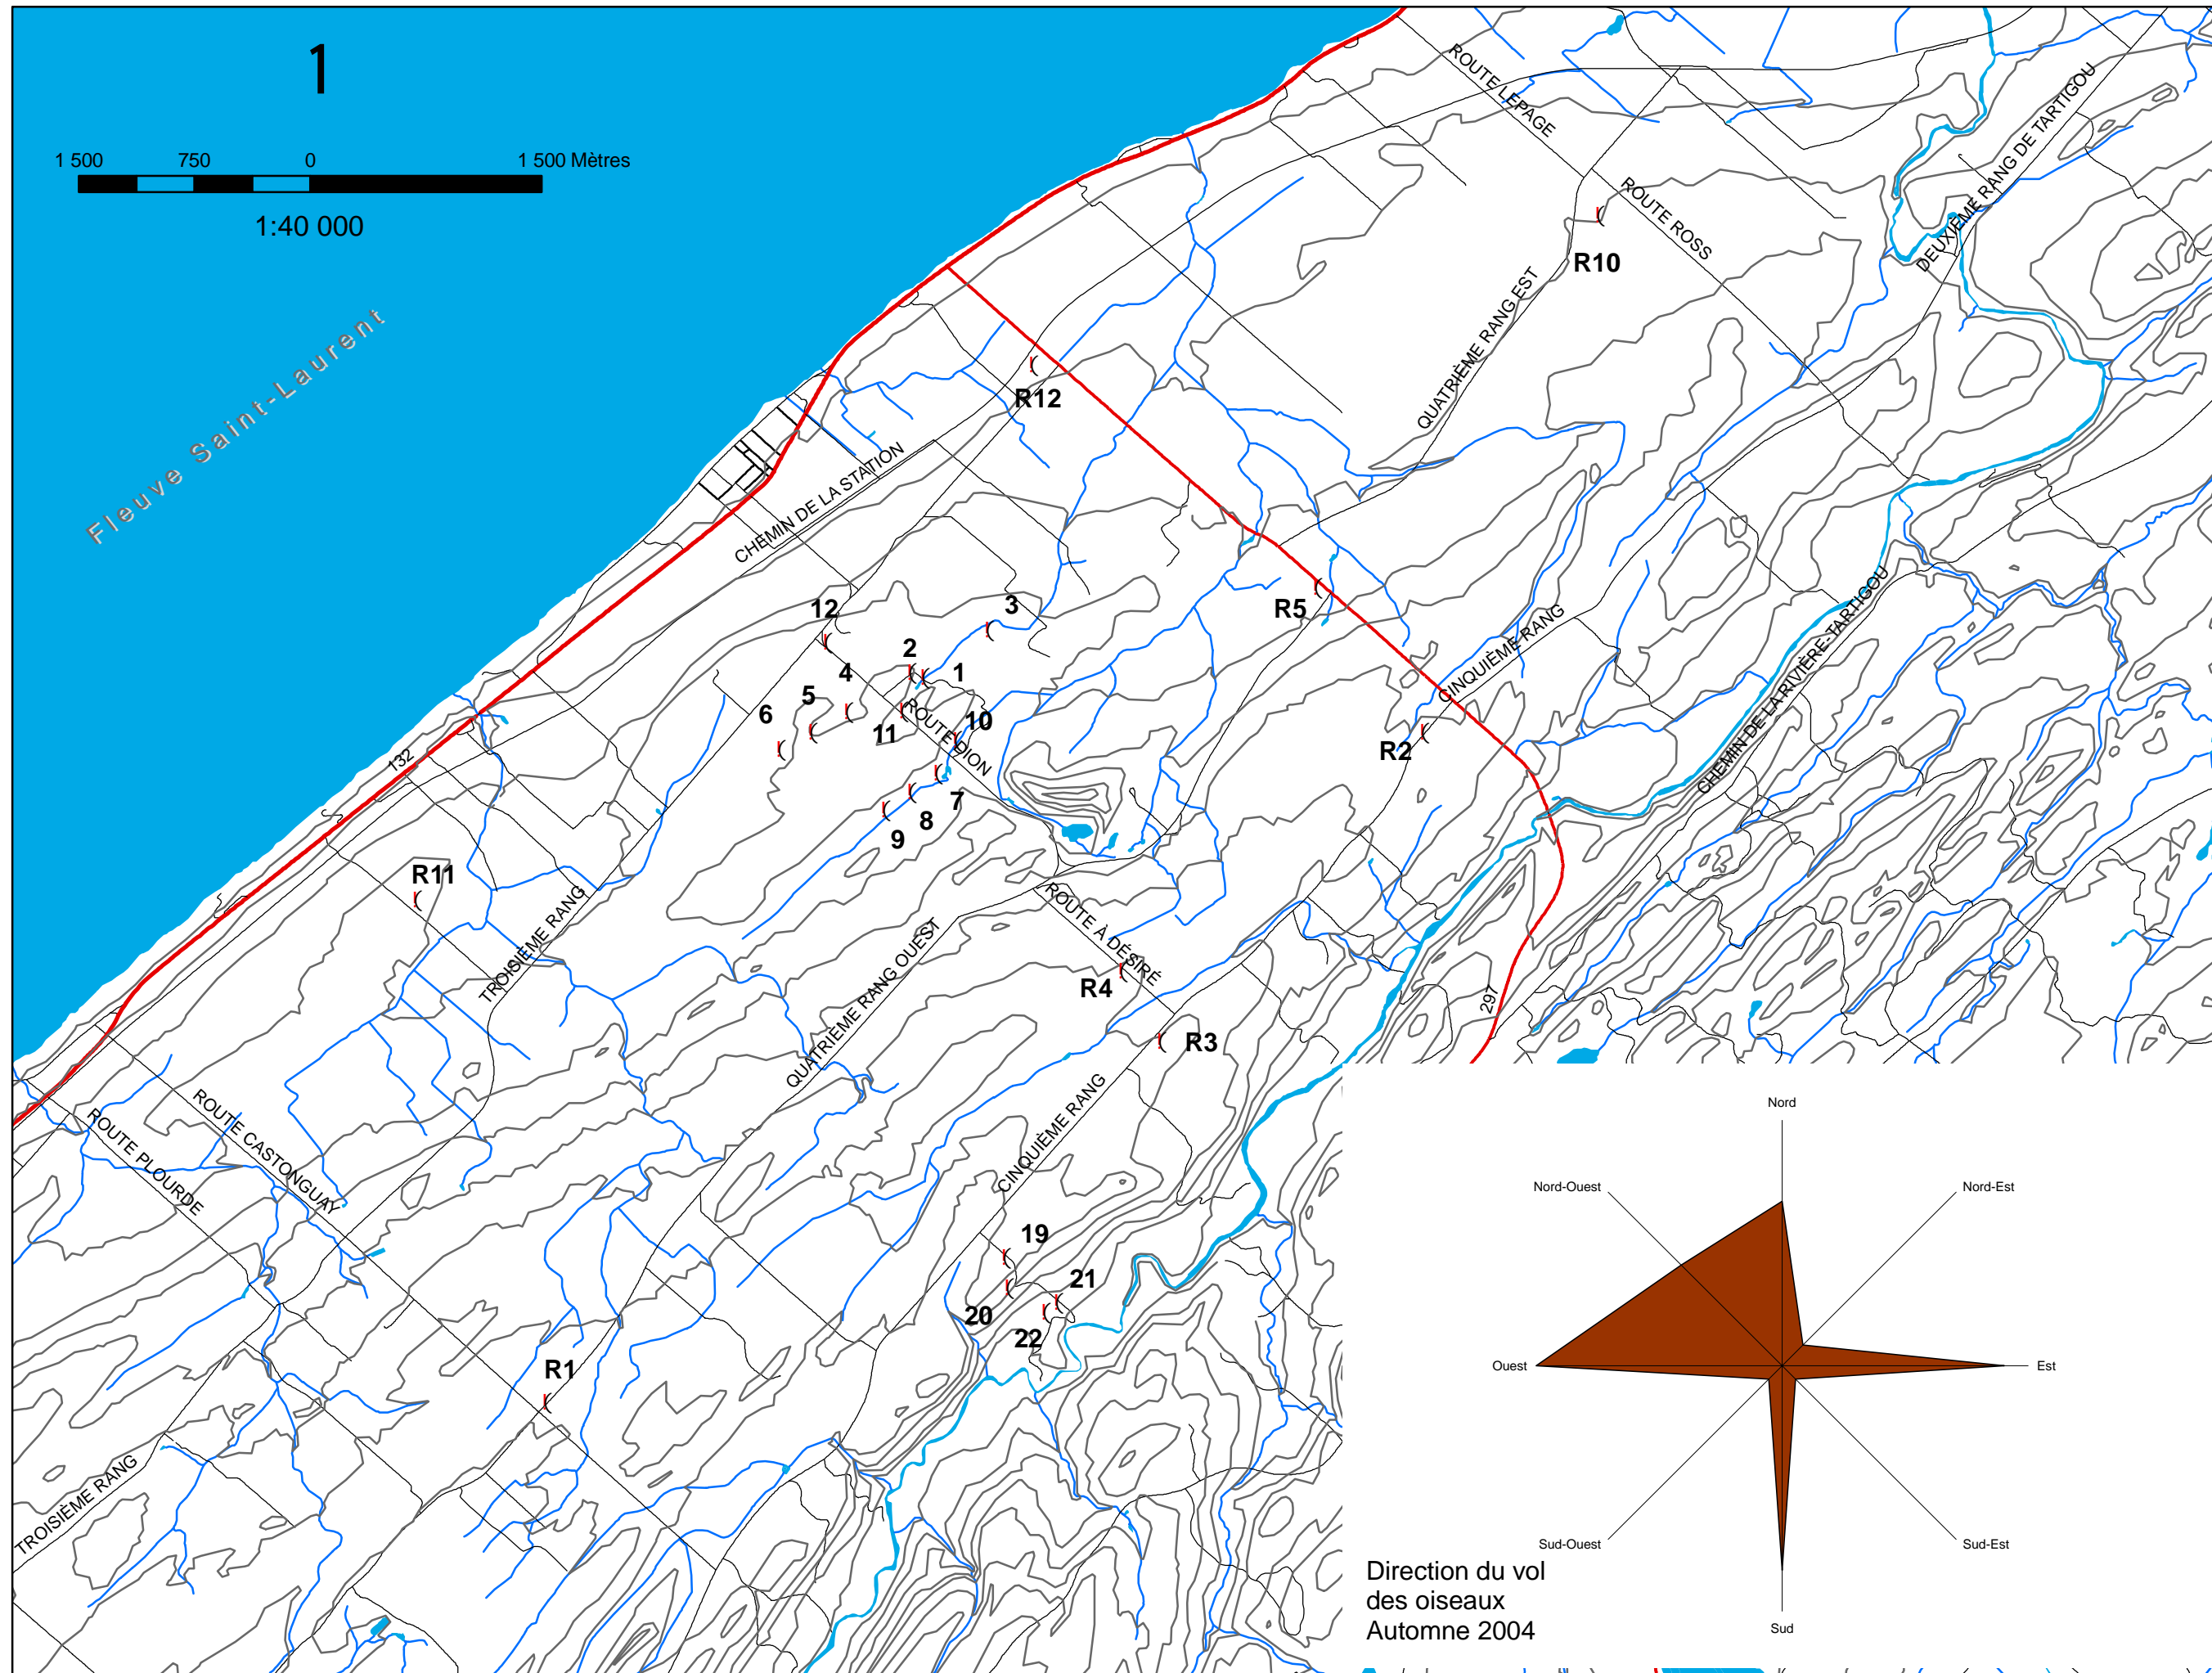 1
1 500 750 0 1 500 Mètres
1:40 000
Fleuve Saint-Laurent
ROUTE LEPAGE
ROUTE ROSS
DEUXIÈME RANG DE TARTIGOU
R10
QUATRIÈME RANG EST
R12
CHEMIN DE LA STATION
12
3
R5
2
1
4
5
6
11
10
ROUTE DION
CINQUIÈME RANG
CHEMIN DE LA RIVIÈRE-TARTIGOU
R2
7
8
9
132
R11
TROISIÈME RANG
QUATRIÈME RANG OUEST
ROUTE À DÉSIRÉ
R4
R3
297
CINQUIÈME RANG
ROUTE CASTONGUAY
ROUTE PLOURDE
19
21
20
22
R1
TROISIÈME RANG
Nord
Nord-Ouest
Nord-Est
Ouest
Est
Sud-Ouest
Sud-Est
Sud
Direction du vol
des oiseaux
Automne 2004